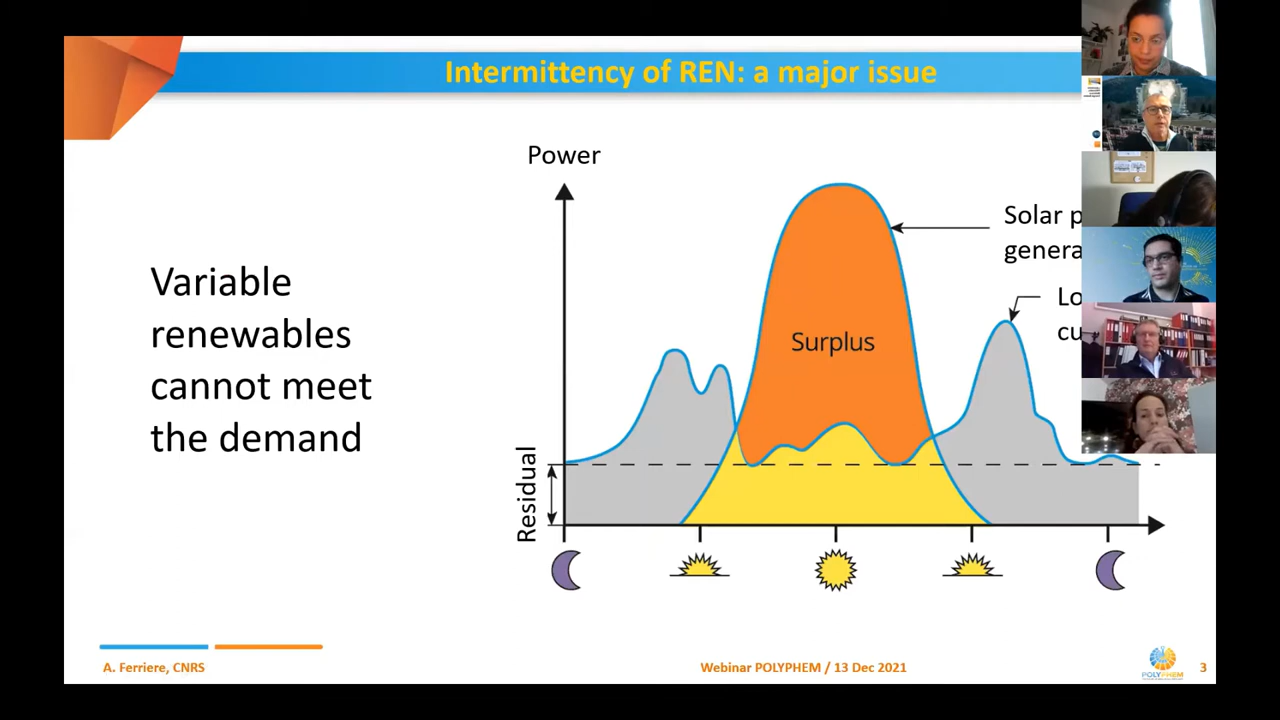 Intermittency of REN: a major issue
Power
Solar p
genera
Lo
cu
Surplus
Variable
renewables
cannot meet
the demand
Residual
A. Ferriere, CNRS
Webinar POLYPHEM / 13 Dec 2021
POLYPHEM
3